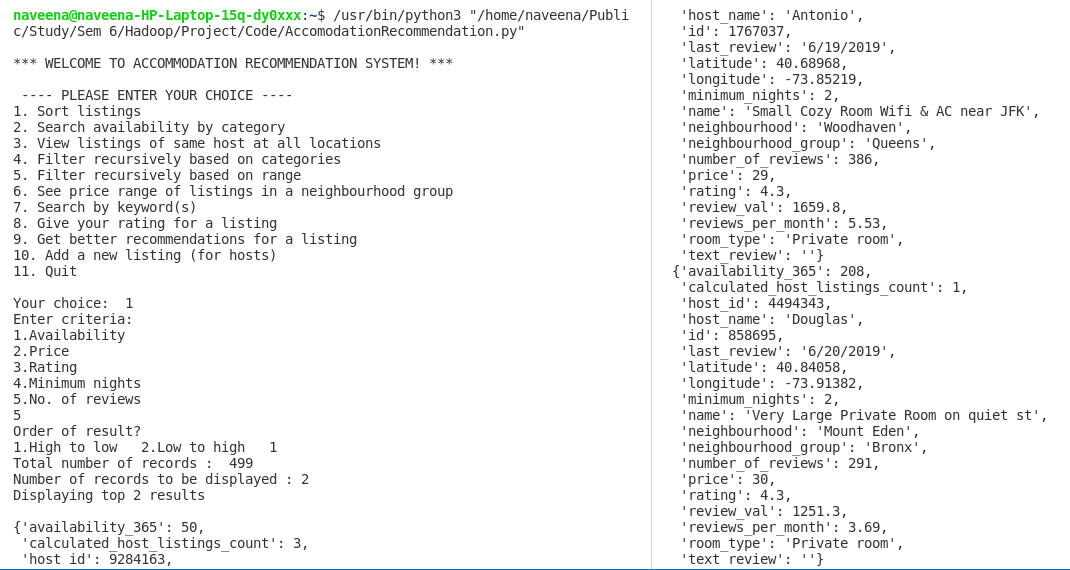 naveena@naveena-HP-Laptop-15q-dy0xxx:~$ /usr/bin/python3 "/home/naveena/Publi
c/Study/Sem 6/Hadoop/Project/Code/AccomodationRecommendation.py"
*** WELCOME TO ACCOMMODATION RECOMMENDATION SYSTEM! ***
---- PLEASE ENTER YOUR CHOICE ----
1. Sort listings
2. Search availability by category
3. View listings of same host at all locations
4. Filter recursively based on categories
5. Filter recursively based on range
6. See price range of listings in a neighbourhood group
7. Search by keyword(s)
8. Give your rating for a listing
9. Get better recommendations for a listing
10. Add a new listing (for hosts)
11. Quit
Your choice:  1
Enter criteria:
1.Availability
2.Price
3.Rating
4.Minimum nights
5.No. of reviews
5
Order of result?
1.High to low   2.Low to high   1
Total number of records :  499
Number of records to be displayed : 2
Displaying top 2 results
{'availability_365': 50,
 'calculated_host_listings_count': 3,
 'host_id': 9284163,
 'host_name': 'Antonio',
 'id': 1767037,
 'last_review': '6/19/2019',
 'latitude': 40.68968,
 'longitude': -73.85219,
 'minimum_nights': 2,
 'name': 'Small Cozy Room Wifi & AC near JFK',
 'neighbourhood': 'Woodhaven',
 'neighbourhood_group': 'Queens',
 'number_of_reviews': 386,
 'price': 29,
 'rating': 4.3,
 'review_val': 1659.8,
 'reviews_per_month': 5.53,
 'room_type': 'Private room',
 'text_review': ''}
{'availability_365': 208,
 'calculated_host_listings_count': 1,
 'host_id': 4494343,
 'host_name': 'Douglas',
 'id': 858695,
 'last_review': '6/20/2019',
 'latitude': 40.84058,
 'longitude': -73.91382,
 'minimum_nights': 2,
 'name': 'Very Large Private Room on quiet st',
 'neighbourhood': 'Mount Eden',
 'neighbourhood_group': 'Bronx',
 'number_of_reviews': 291,
 'price': 30,
 'rating': 4.3,
 'review_val': 1251.3,
 'reviews_per_month': 3.69,
 'room_type': 'Private room',
 'text_review': ''}